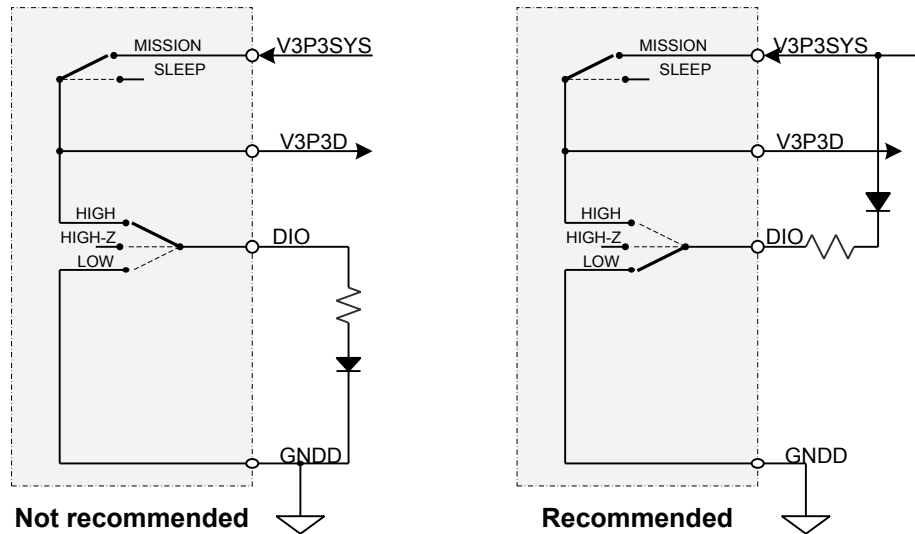 MISSION
V3P3SYS
SLEEP
V3P3D
HIGH
HIGH-Z
LOW
DIO
GNDD
Not recommended
MISSION
V3P3SYS
SLEEP
V3P3D
HIGH
HIGH-Z
LOW
DIO
GNDD
Recommended